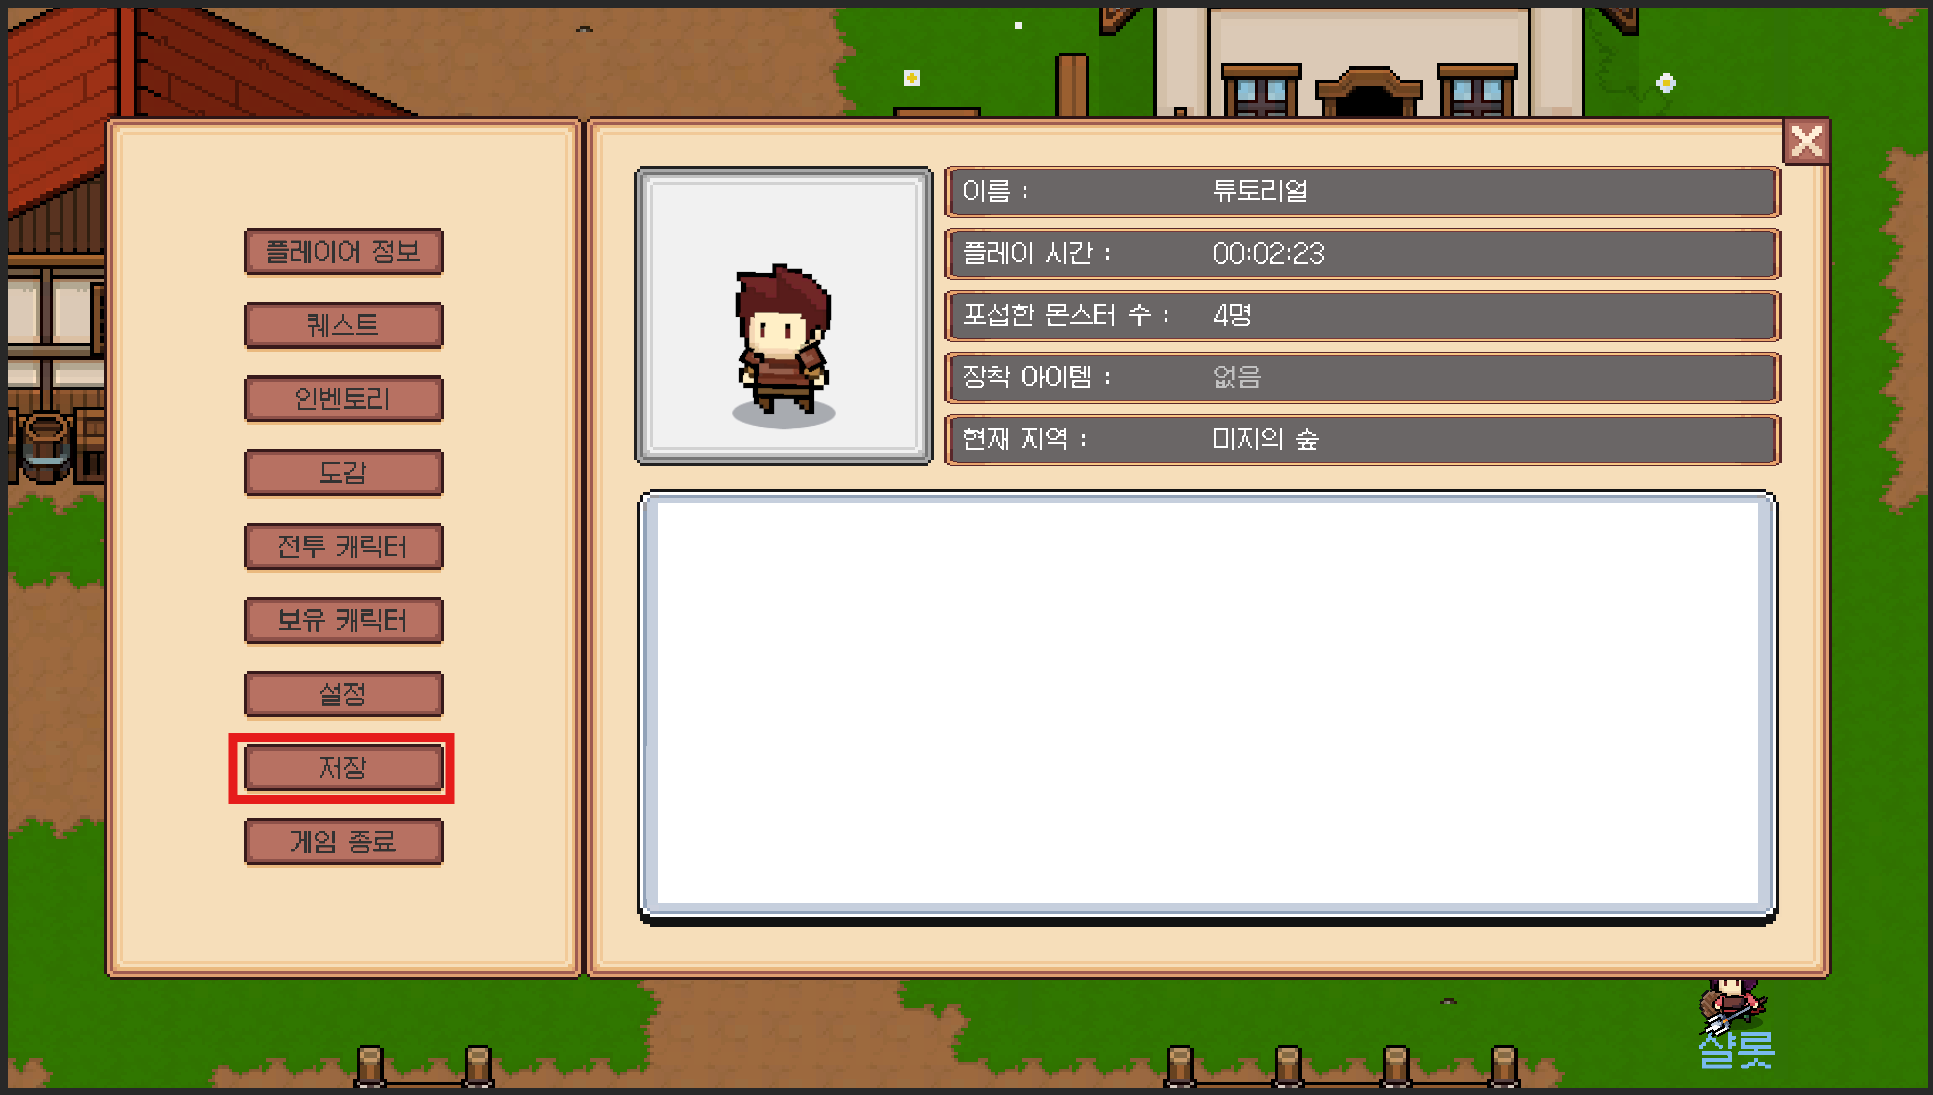 플레이어 정보
퀘스트
인벤토리
도감
전투 캐릭터
보유 캐릭터
설정
저장
게임 종료
이름 : 튜토리얼
플레이 시간 : 00:02:23
포섭한 몬스터 수 : 4명
장착 아이템 : 없음
현재 지역 : 미지의 숲
샬롯